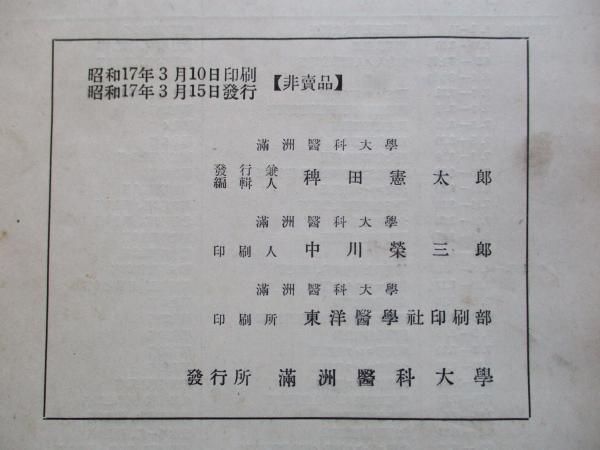 昭和17年3月10日印刷
昭和17年3月15日發行
【非賣品】
滿洲醫科大學
發行兼
編輯人
稗田憲太郎
滿洲醫科大學
印刷人 中川榮三郎
滿洲醫科大學
印刷所 東洋醫學社印刷部
發行所 滿洲醫科大學